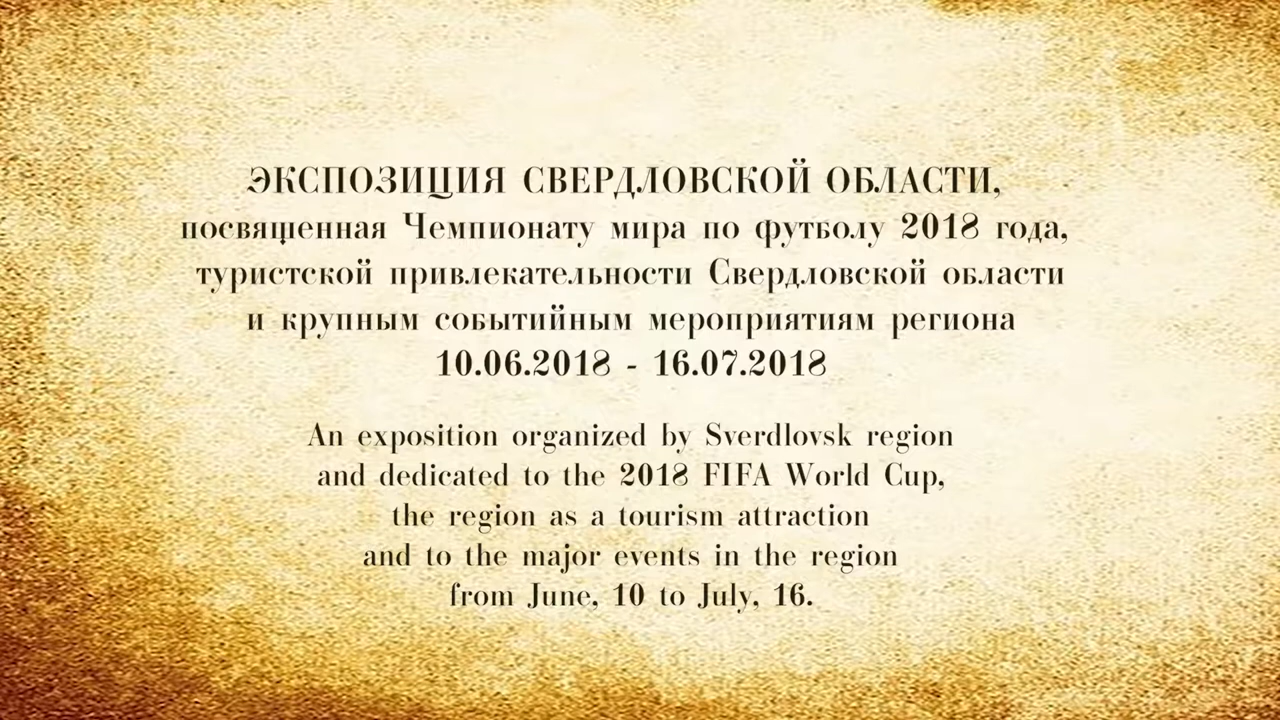 ЭКСПОЗИЦИЯ СВЕРДЛОВСКОЙ ОБЛАСТИ,
посвященная Чемпионату мира по футболу 2018 года,
туристской привлекательности Свердловской области
и крупным событийным мероприятиям региона
10.06.2018 - 16.07.2018
An exposition organized by Sverdlovsk region
and dedicated to the 2018 FIFA World Cup,
the region as a tourism attraction
and to the major events in the region
from June, 10 to July, 16.